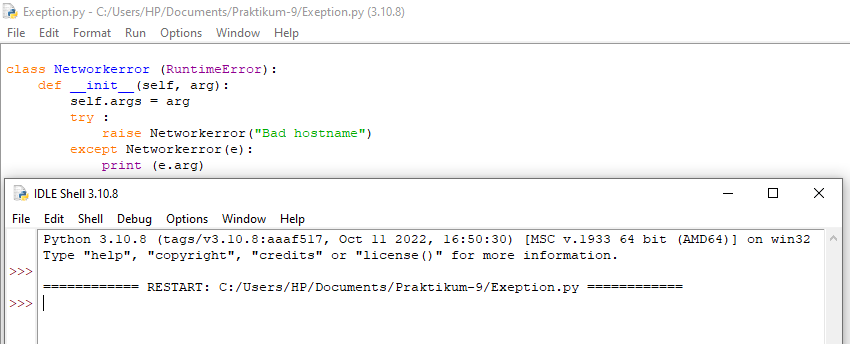 Exeption.py - C:/Users/HP/Documents/Praktikum-9/Exeption.py (3.10.8)
File Edit Format Run Options Window Help
class Networkerror (RuntimeError):
    def __init__(self, arg):
        self.args = arg
        try :
            raise Networkerror("Bad hostname")
        except Networkerror(e):
            print (e.arg)
IDLE Shell 3.10.8
File Edit Shell Debug Options Window Help
Python 3.10.8 (tags/v3.10.8:aaaf517, Oct 11 2022, 16:50:30) [MSC v.1933 64 bit (AMD64)] on win32
Type "help", "copyright", "credits" or "license()" for more information.
>>>
============ RESTART: C:/Users/HP/Documents/Praktikum-9/Exeption.py ============
>>>